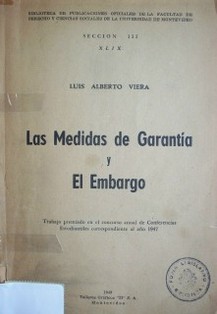 BIBLIOTECA DE PUBLICACIONES OFICIALES DE LA FACULTAD DE
DERECHO Y CIENCIAS SOCIALES DE LA UNIVERSIDAD DE MONTEVIDEO
SECCION III
LUIS ALBERTO VIERA
Las Medidas de Garantía
y
El Embargo
Trabajo premiado en el concurso anual de Conferencias
correspondiente al año 1947
Montevideo